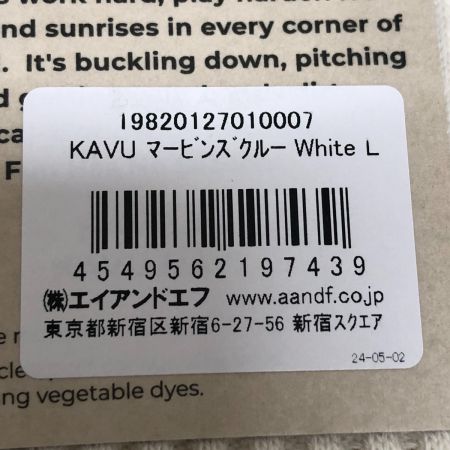 work hard, play harder
nd sunrises in every corner of
It's buckling down, pitching
19820127010007
KAVU マービンズクルー White L
4549562197439
㈱エイアンドエフ www.aandf.co.jp
東京都新宿区新宿6-27-56 新宿スクエア
24-05-02
ing vegetable dyes.